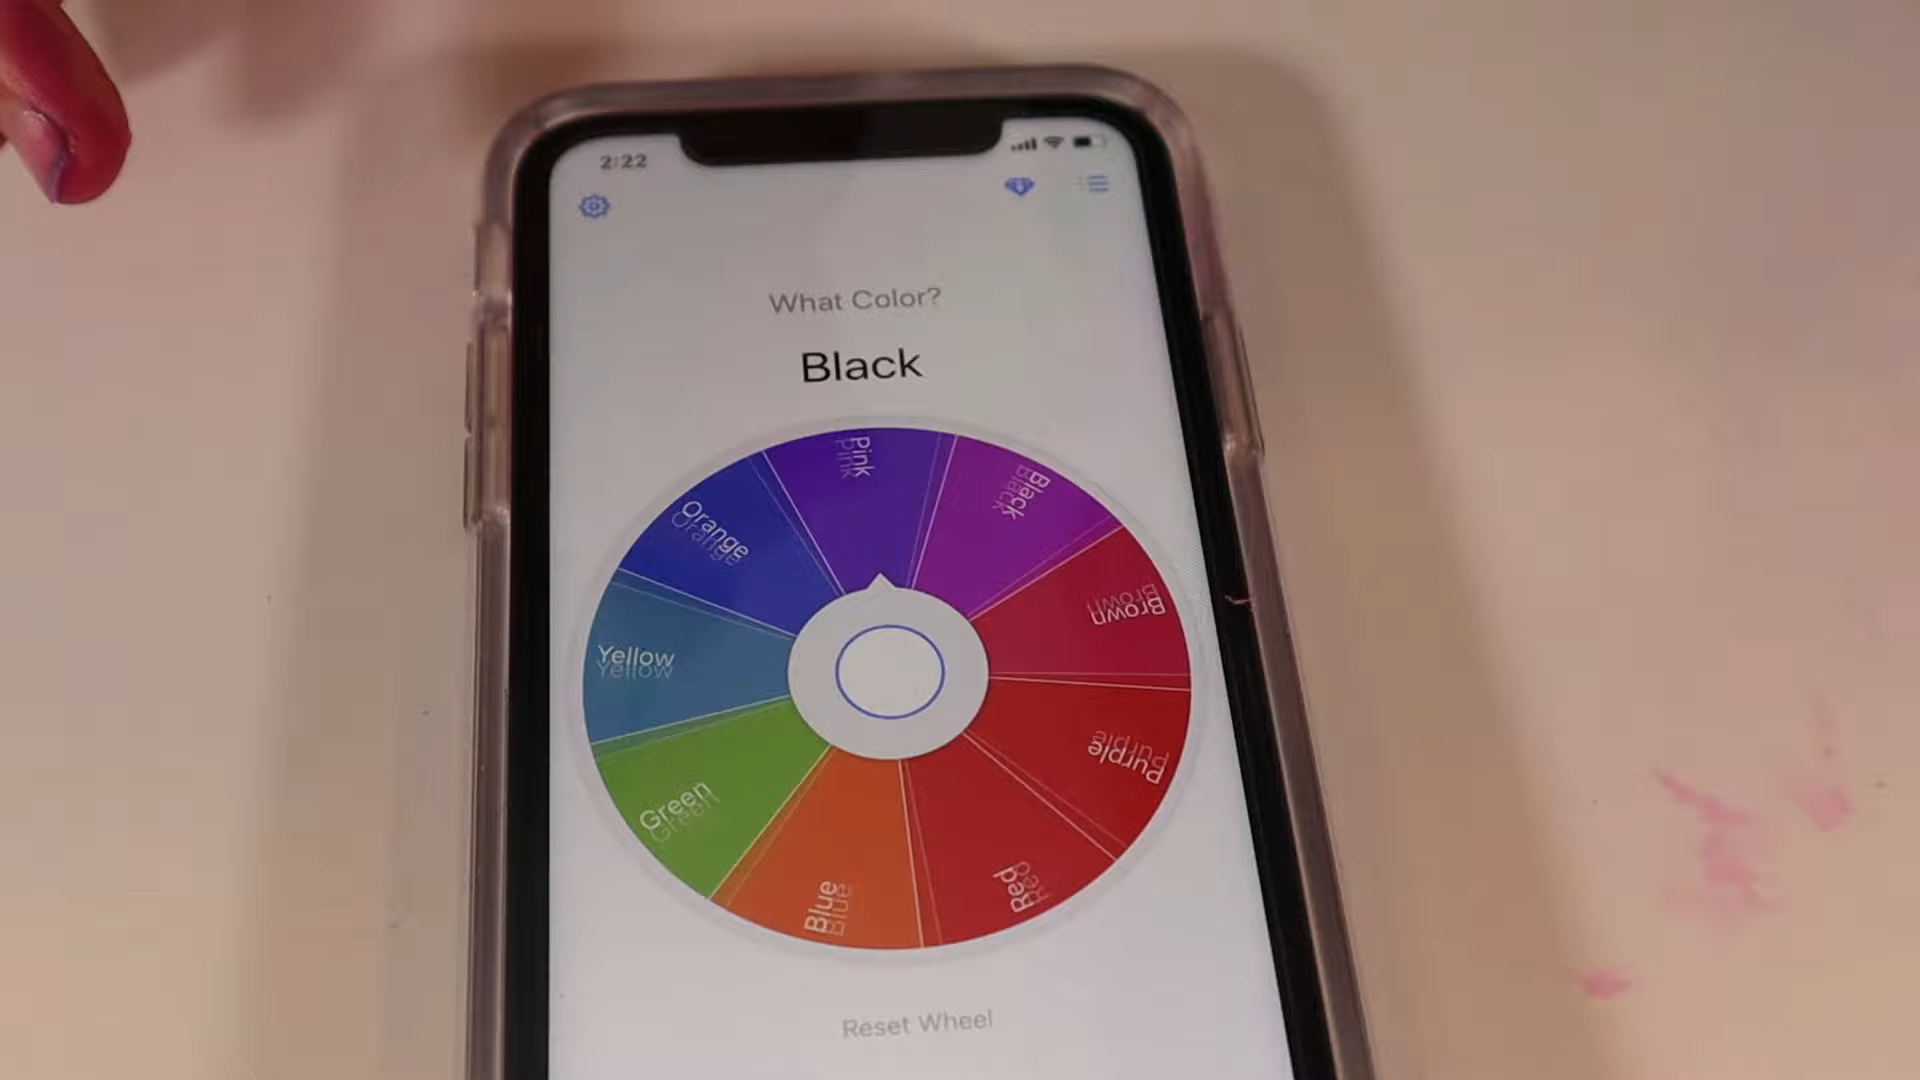 2:22
What Color?
Black
Pink
Black
Orange
Brown
Yellow
Purple
Green
Blue
Red
Reset Wheel